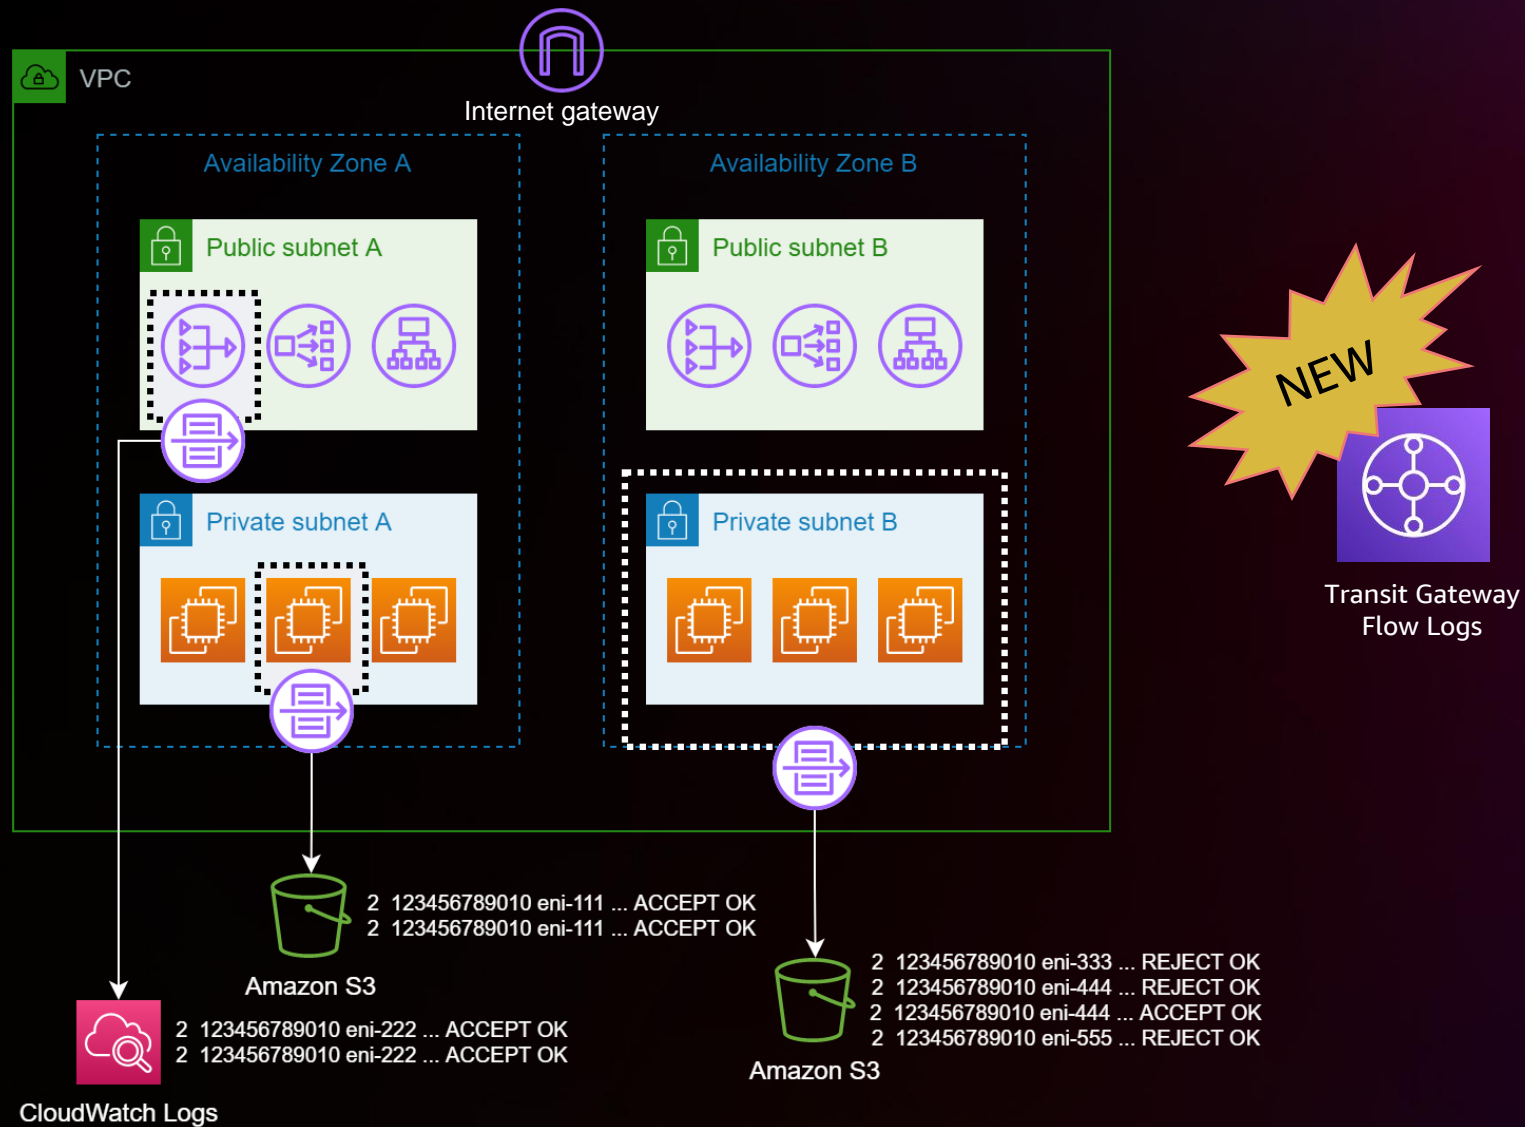 VPC
Internet gateway
Availability Zone A
Availability Zone B
Public subnet A
Public subnet B
NEW
Private subnet A
Private subnet B
Transit Gateway
Flow Logs
2 123456789010 eni-111 ... ACCEPT OK
2 123456789010 eni-111 ... ACCEPT OK
Amazon S3
2 123456789010 eni-333 ... REJECT OK
2 123456789010 eni-444 ... REJECT OK
2 123456789010 eni-444 ... ACCEPT OK
2 123456789010 eni-555 ... REJECT OK
Amazon S3
2 123456789010 eni-222 ... ACCEPT OK
2 123456789010 eni-222 ... ACCEPT OK
CloudWatch Logs